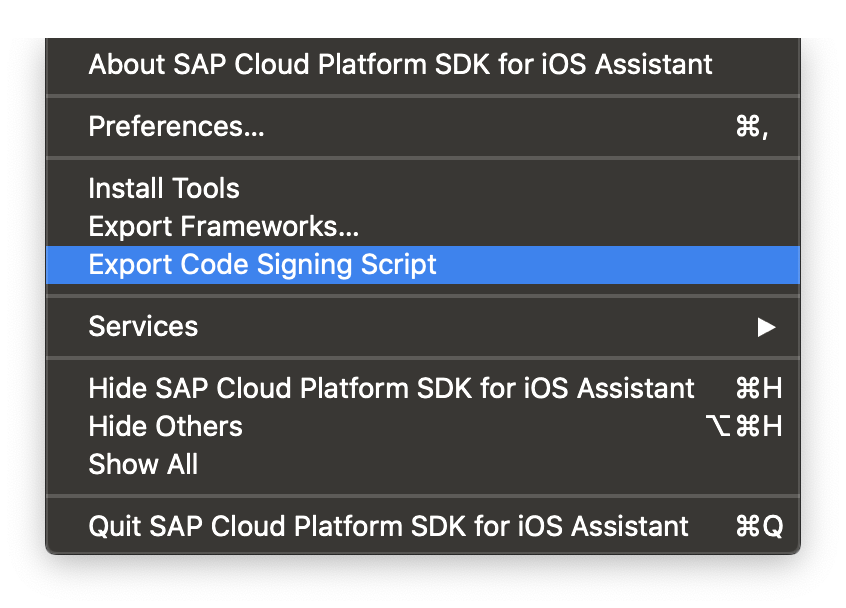 About SAP Cloud Platform SDK for iOS Assistant
Preferences... ⌘,
Install Tools
Export Frameworks...
Export Code Signing Script
Services ▶
Hide SAP Cloud Platform SDK for iOS Assistant ⌘H
Hide Others ⌥⌘H
Show All
Quit SAP Cloud Platform SDK for iOS Assistant ⌘Q